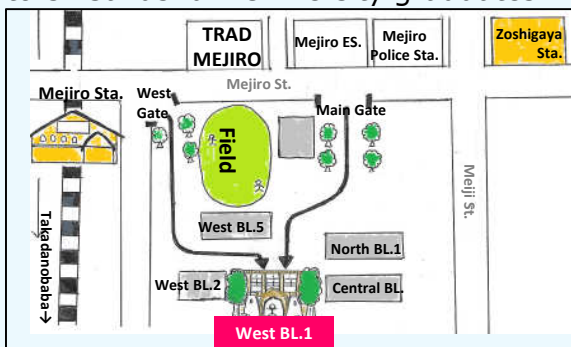 TRAD
MEJIRO
Mejiro ES.
Mejiro
Police Sta.
Zoshigaya
Sta.
Mejiro St.
Mejiro Sta.
West
Gate
Main Gate
Field
Meiji St.
Takadanobaba→
West BL.5
North BL.1
West BL.2
Central BL.
West BL.1